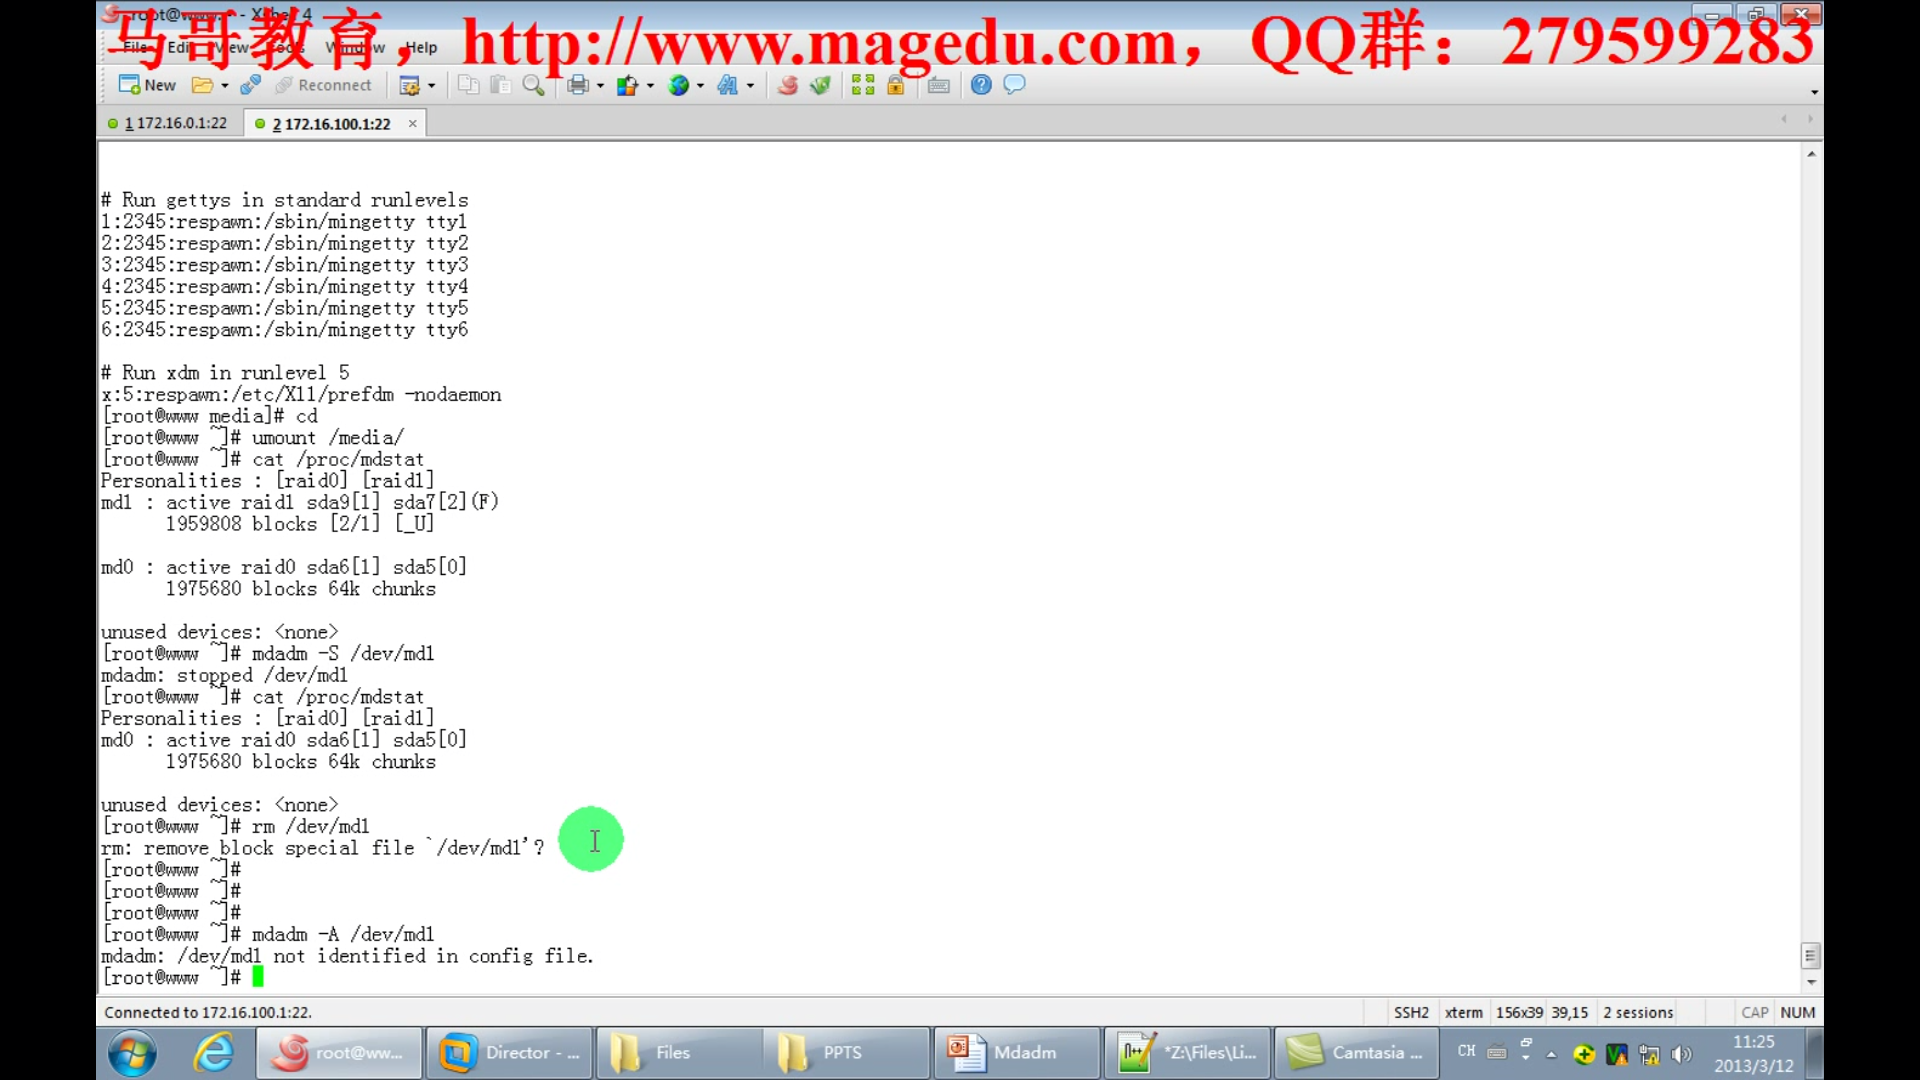 root@www:~ - Xshell 4
马哥教育，http://www.magedu.com，QQ群：279599283
File Edit View Tools Window Help
New Reconnect
1 172.16.0.1:22 2 172.16.100.1:22
# Run gettys in standard runlevels
1:2345:respawn:/sbin/mingetty tty1
2:2345:respawn:/sbin/mingetty tty2
3:2345:respawn:/sbin/mingetty tty3
4:2345:respawn:/sbin/mingetty tty4
5:2345:respawn:/sbin/mingetty tty5
6:2345:respawn:/sbin/mingetty tty6
# Run xdm in runlevel 5
x:5:respawn:/etc/X11/prefdm -nodaemon
[root@www media]# cd
[root@www ~]# umount /media/
[root@www ~]# cat /proc/mdstat
Personalities : [raid0] [raid1]
md1 : active raid1 sda9[1] sda7[2](F)
1959808 blocks [2/1] [_U]
md0 : active raid0 sda6[1] sda5[0]
1975680 blocks 64k chunks
unused devices: <none>
[root@www ~]# mdadm -S /dev/md1
mdadm: stopped /dev/md1
[root@www ~]# cat /proc/mdstat
Personalities : [raid0] [raid1]
md0 : active raid0 sda6[1] sda5[0]
1975680 blocks 64k chunks
unused devices: <none>
[root@www ~]# rm /dev/md1
rm: remove block special file `/dev/md1'?
[root@www ~]#
[root@www ~]#
[root@www ~]#
[root@www ~]# mdadm -A /dev/md1
mdadm: /dev/md1 not identified in config file.
[root@www ~]#
Connected to 172.16.100.1:22. SSH2 xterm 156x39 39,15 2 sessions CAP NUM
root@ww... Director - ... Files PPTS Mdadm *Z:\Files\Li... Camtasia ... CH 11:25
2013/3/12